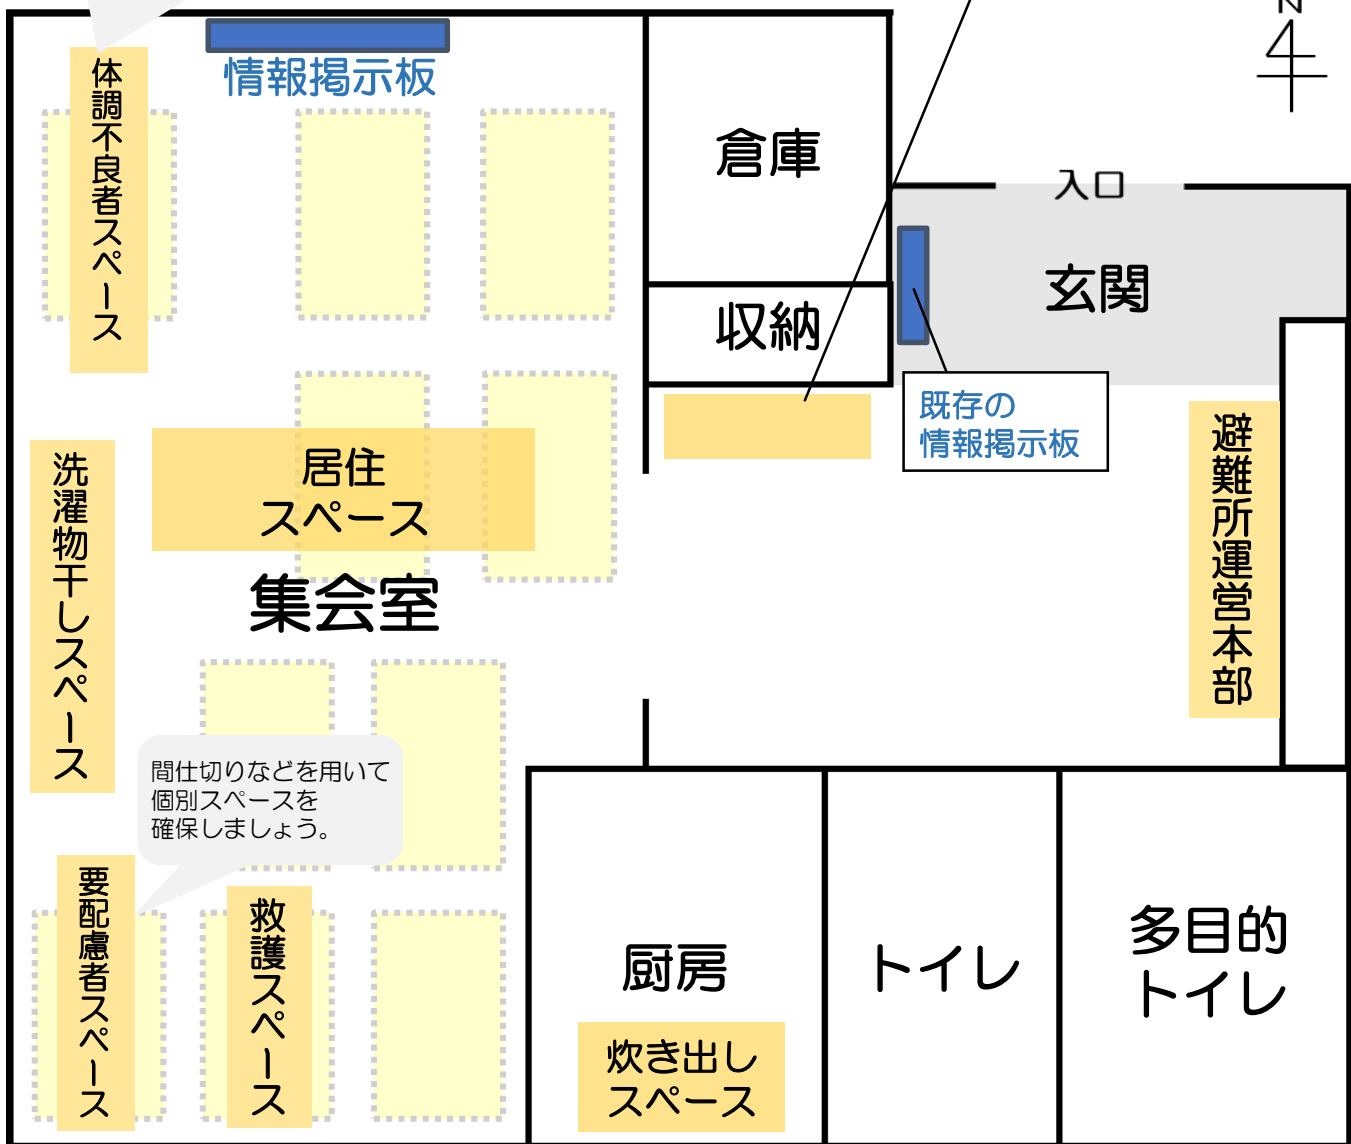 N
情報掲示板
体調不良者スペース
倉庫
入口
玄関
収納
既存の
情報掲示板
避難所運営本部
居住
スペース
洗濯物干しスペース
集会室
間仕切りなどを用いて
個別スペースを
確保しましょう。
要配慮者スペース
救護スペース
厨房
炊き出し
スペース
トイレ
多目的
トイレ